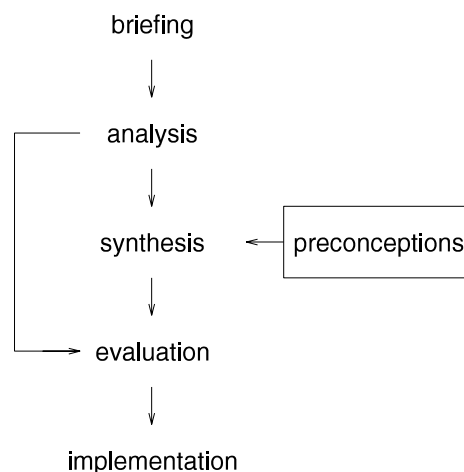 briefing
analysis
synthesis
preconceptions
evaluation
implementation